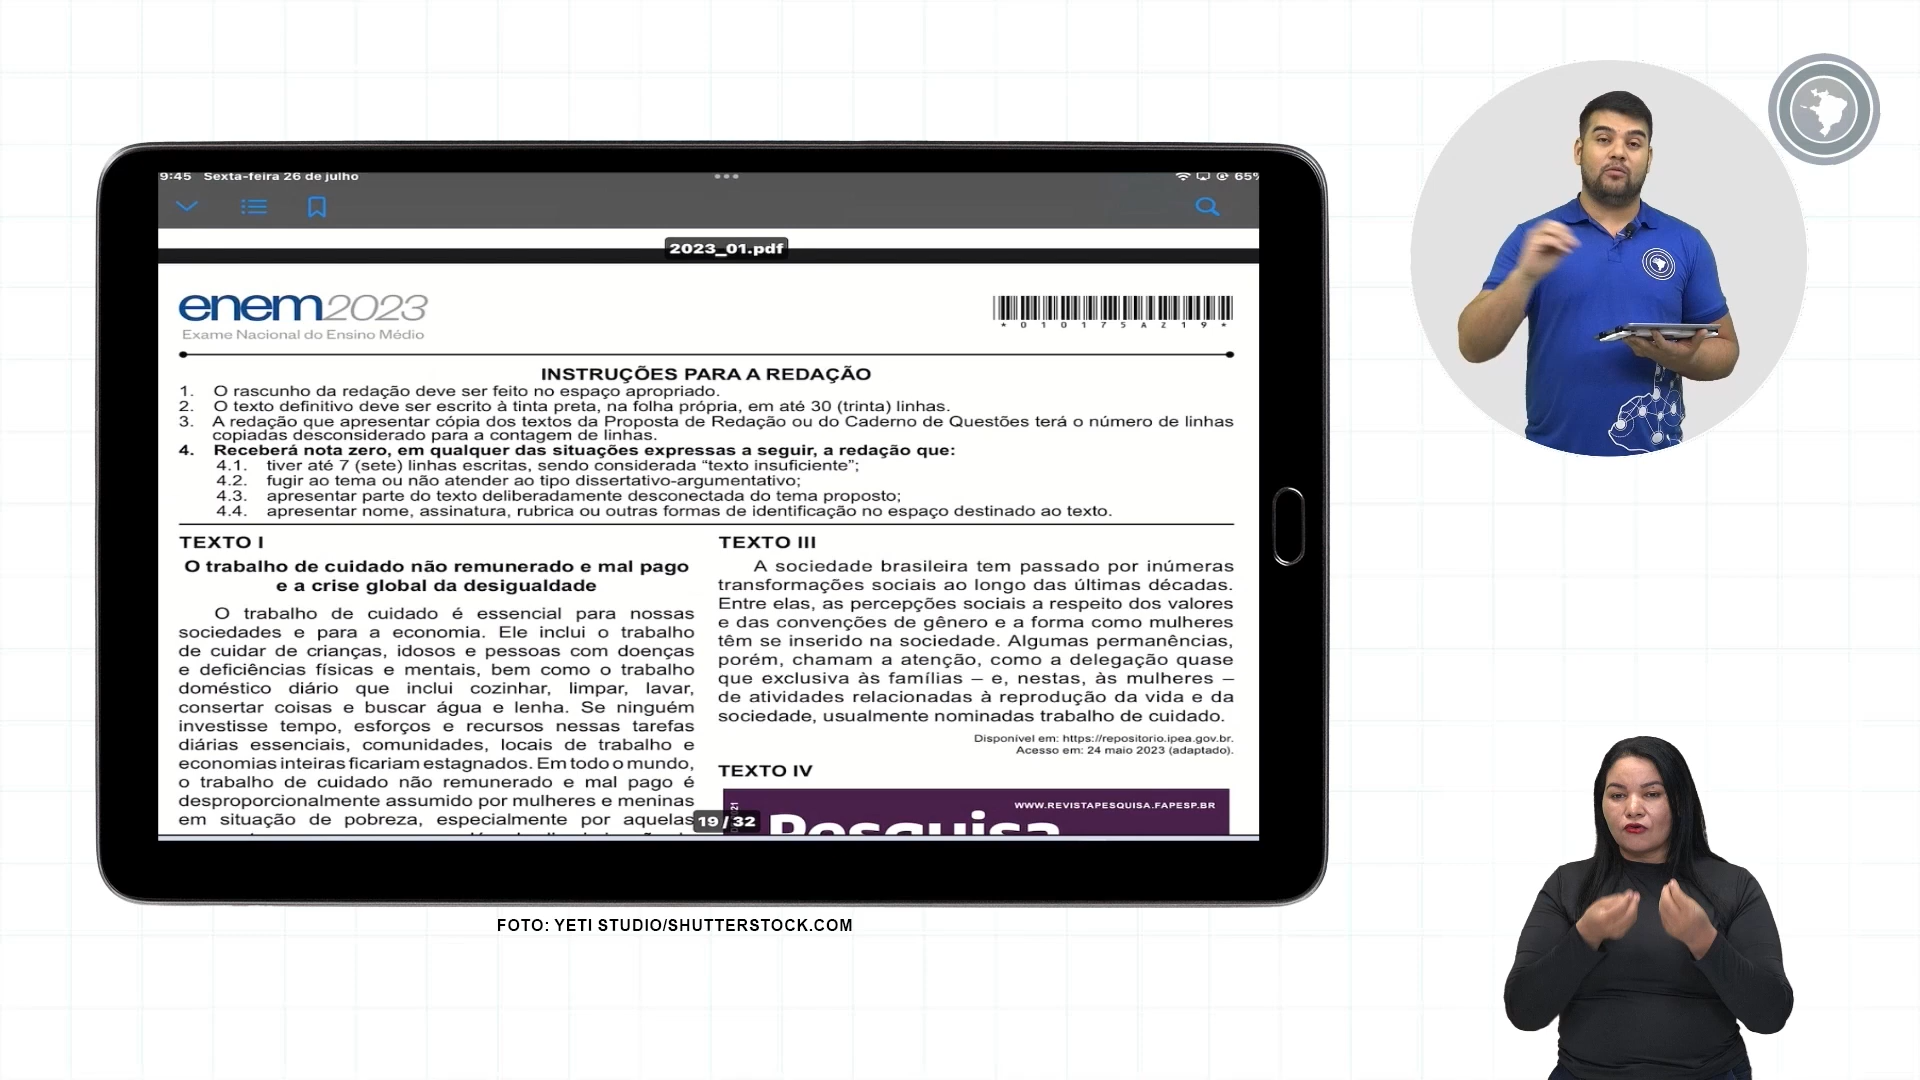 9:45 Sexta-feira 26 de julho
65%
2023_01.pdf
enem2023
Exame Nacional do Ensino Médio
*010175AZ19*
INSTRUÇÕES PARA A REDAÇÃO
1. O rascunho da redação deve ser feito no espaço apropriado.
2. O texto definitivo deve ser escrito à tinta preta, na folha própria, em até 30 (trinta) linhas.
3. A redação que apresentar cópia dos textos da Proposta de Redação ou do Caderno de Questões terá o número de linhas
copiadas desconsiderado para a contagem de linhas.
4. Receberá nota zero, em qualquer das situações expressas a seguir, a redação que:
4.1. tiver até 7 (sete) linhas escritas, sendo considerada “texto insuficiente”;
4.2. fugir ao tema ou não atender ao tipo dissertativo-argumentativo;
4.3. apresentar parte do texto deliberadamente desconectada do tema proposto;
4.4. apresentar nome, assinatura, rubrica ou outras formas de identificação no espaço destinado ao texto.
TEXTO I
O trabalho de cuidado não remunerado e mal pago
e a crise global da desigualdade
O trabalho de cuidado é essencial para nossas
sociedades e para a economia. Ele inclui o trabalho
de cuidar de crianças, idosos e pessoas com doenças
e deficiências físicas e mentais, bem como o trabalho
doméstico diário que inclui cozinhar, limpar, lavar,
consertar coisas e buscar água e lenha. Se ninguém
investisse tempo, esforços e recursos nessas tarefas
diárias essenciais, comunidades, locais de trabalho e
economias inteiras ficariam estagnados. Em todo o mundo,
o trabalho de cuidado não remunerado e mal pago é
desproporcionalmente assumido por mulheres e meninas
em situação de pobreza, especialmente por aquelas
TEXTO III
A sociedade brasileira tem passado por inúmeras
transformações sociais ao longo das últimas décadas.
Entre elas, as percepções sociais a respeito dos valores
e das convenções de gênero e a forma como mulheres
têm se inserido na sociedade. Algumas permanências,
porém, chamam a atenção, como a delegação quase
que exclusiva às famílias – e, nestas, às mulheres –
de atividades relacionadas à reprodução da vida e da
sociedade, usualmente nominadas trabalho de cuidado.
Disponível em: https://repositorio.ipea.gov.br.
Acesso em: 24 maio 2023 (adaptado).
TEXTO IV
WWW.REVISTAPESQUISA.FAPESP.BR
Pesquisa
19 / 32
FOTO: YETI STUDIO/SHUTTERSTOCK.COM